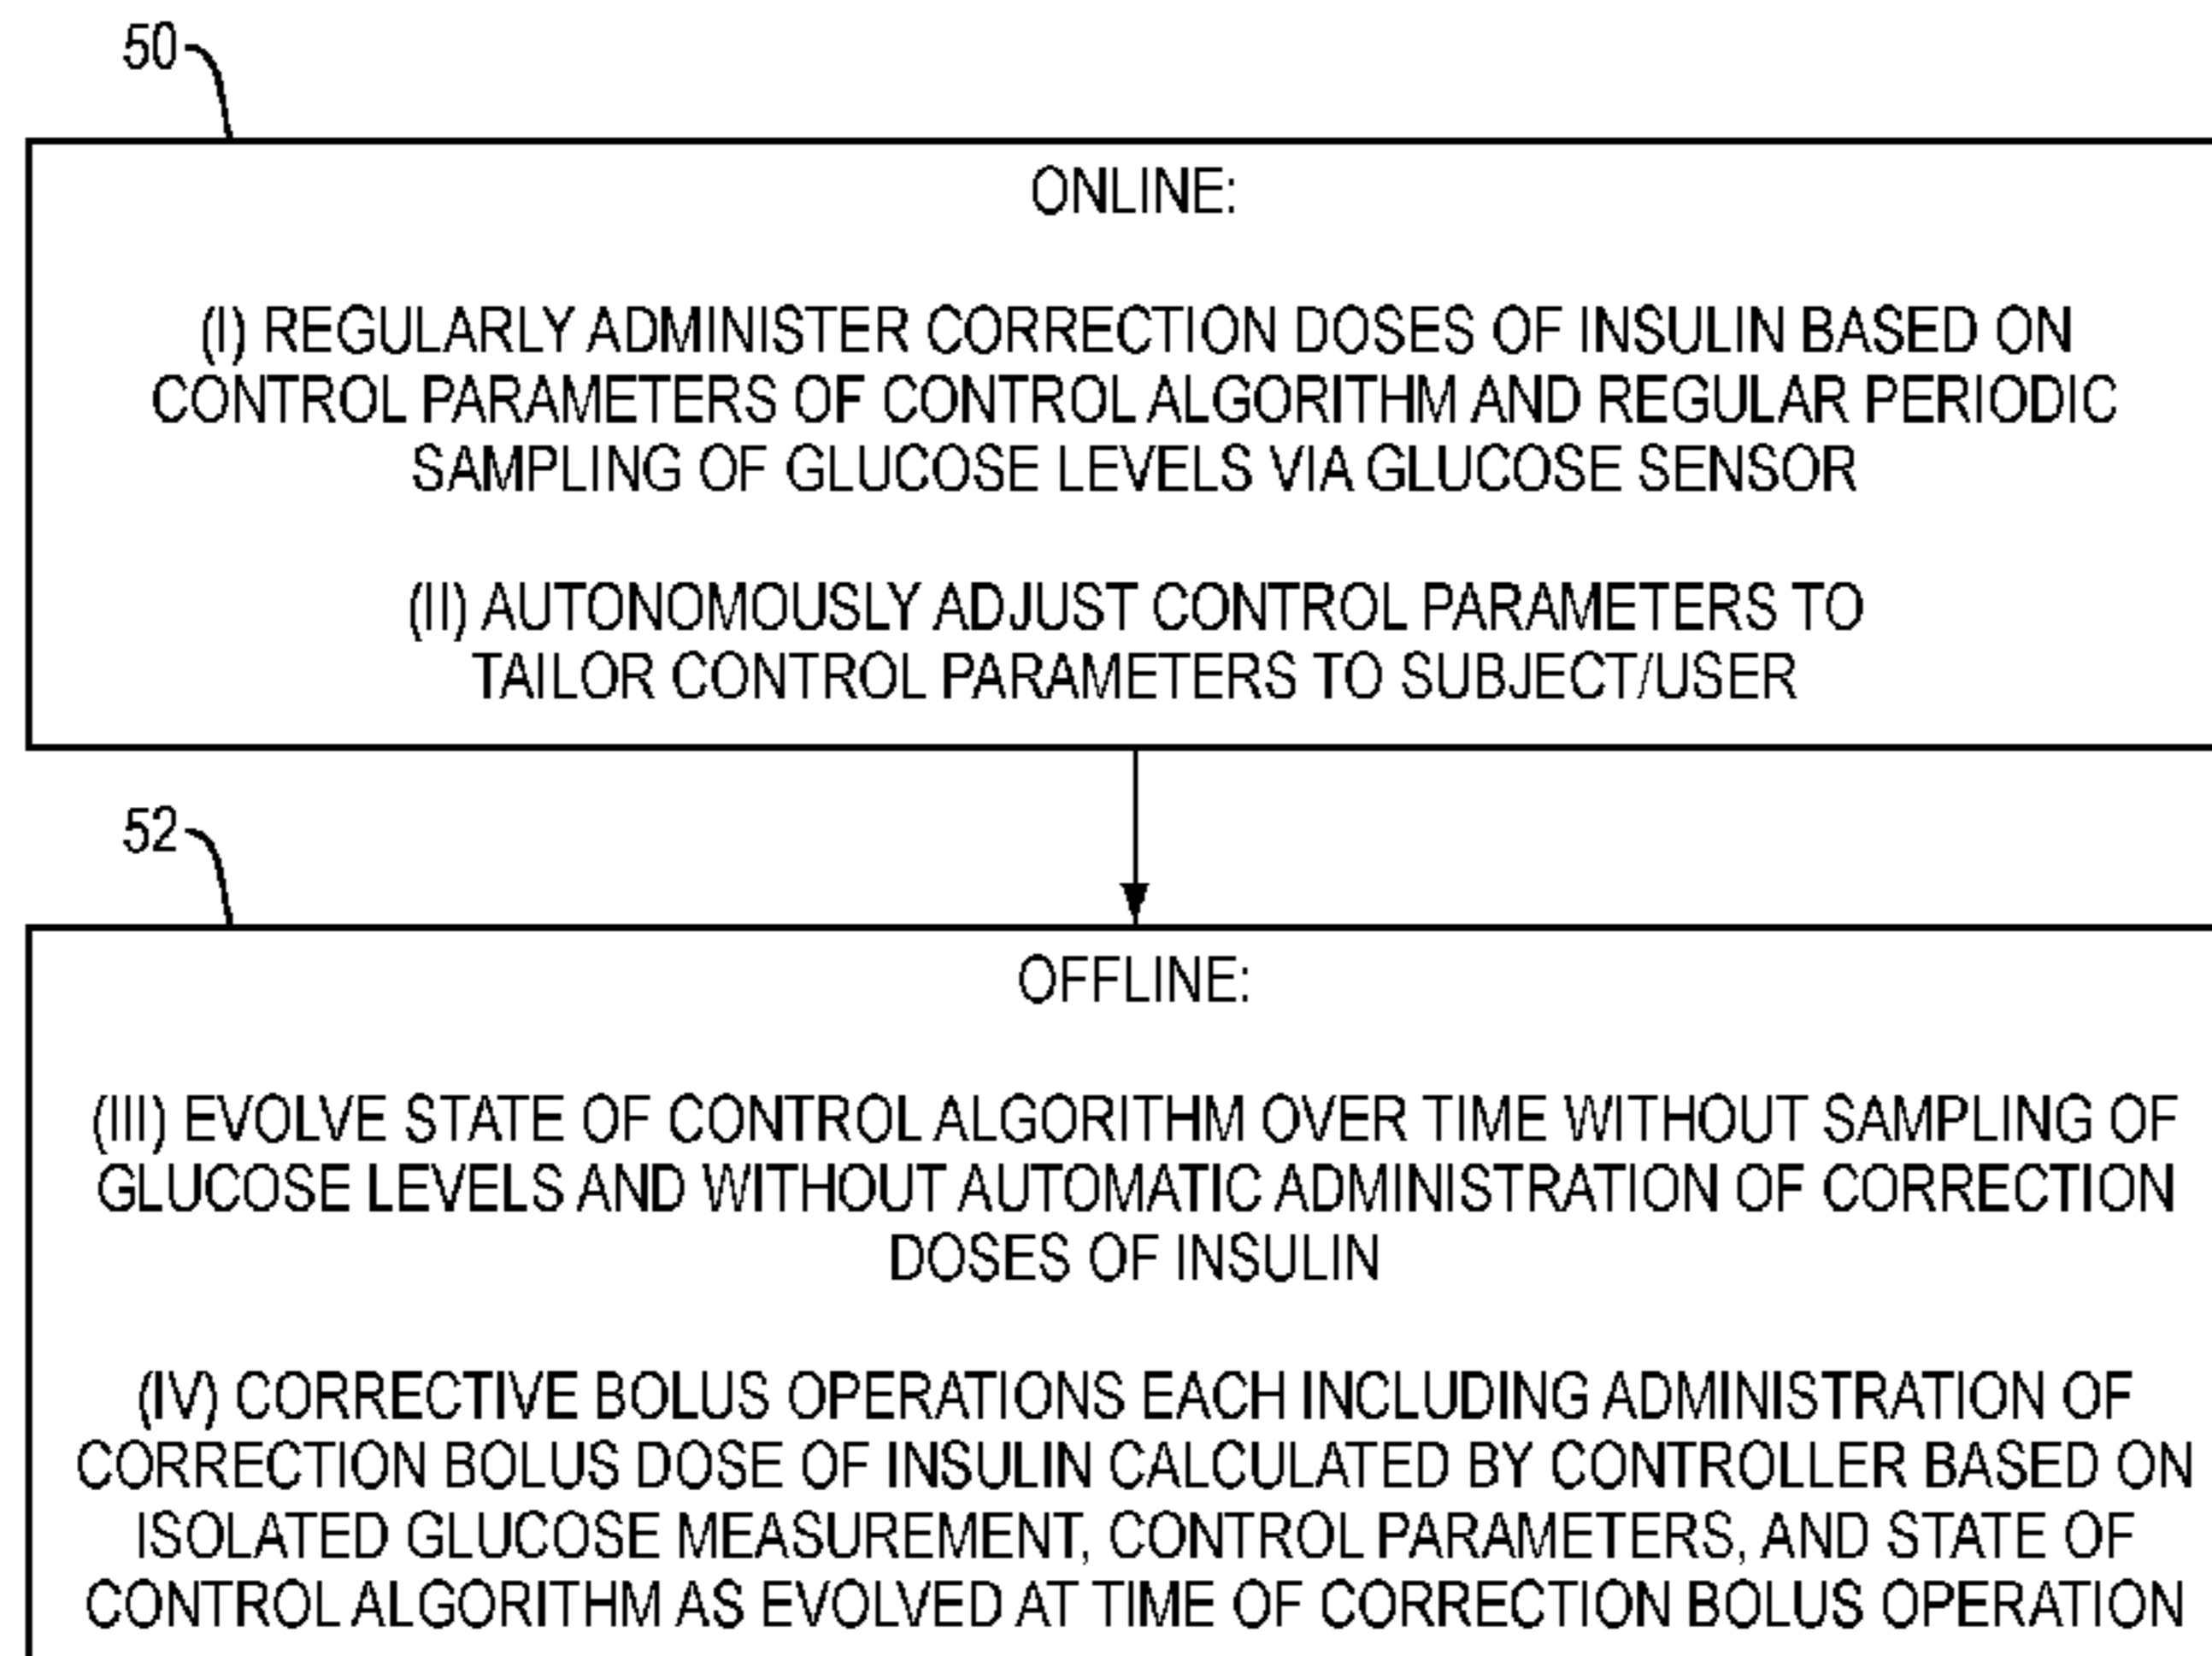 50
ONLINE:
(I) REGULARLY ADMINISTER CORRECTION DOSES OF INSULIN BASED ON
CONTROL PARAMETERS OF CONTROL ALGORITHM AND REGULAR PERIODIC
SAMPLING OF GLUCOSE LEVELS VIA GLUCOSE SENSOR
(II) AUTONOMOUSLY ADJUST CONTROL PARAMETERS TO
TAILOR CONTROL PARAMETERS TO SUBJECT/USER
52
OFFLINE:
(III) EVOLVE STATE OF CONTROL ALGORITHM OVER TIME WITHOUT SAMPLING OF
GLUCOSE LEVELS AND WITHOUT AUTOMATIC ADMINISTRATION OF CORRECTION
DOSES OF INSULIN
(IV) CORRECTIVE BOLUS OPERATIONS EACH INCLUDING ADMINISTRATION OF
CORRECTION BOLUS DOSE OF INSULIN CALCULATED BY CONTROLLER BASED ON
ISOLATED GLUCOSE MEASUREMENT, CONTROL PARAMETERS, AND STATE OF
CONTROL ALGORITHM AS EVOLVED AT TIME OF CORRECTION BOLUS OPERATION